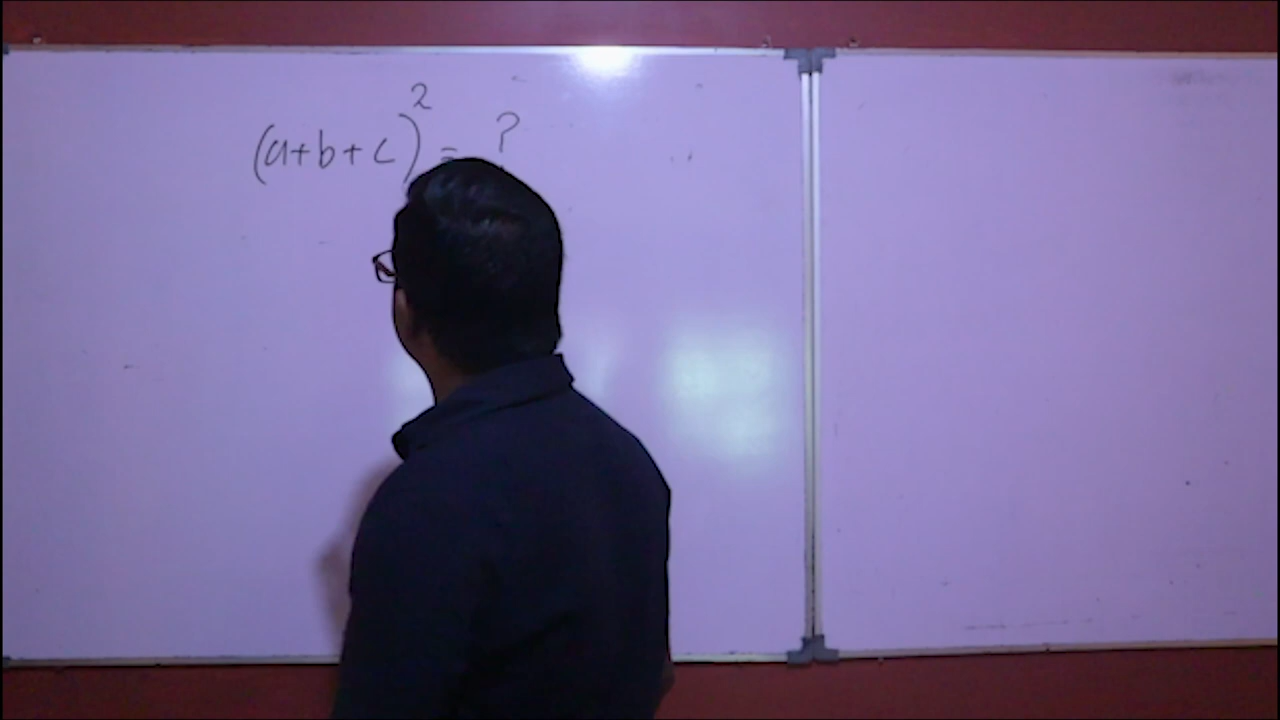 (a+b+c)² = ?